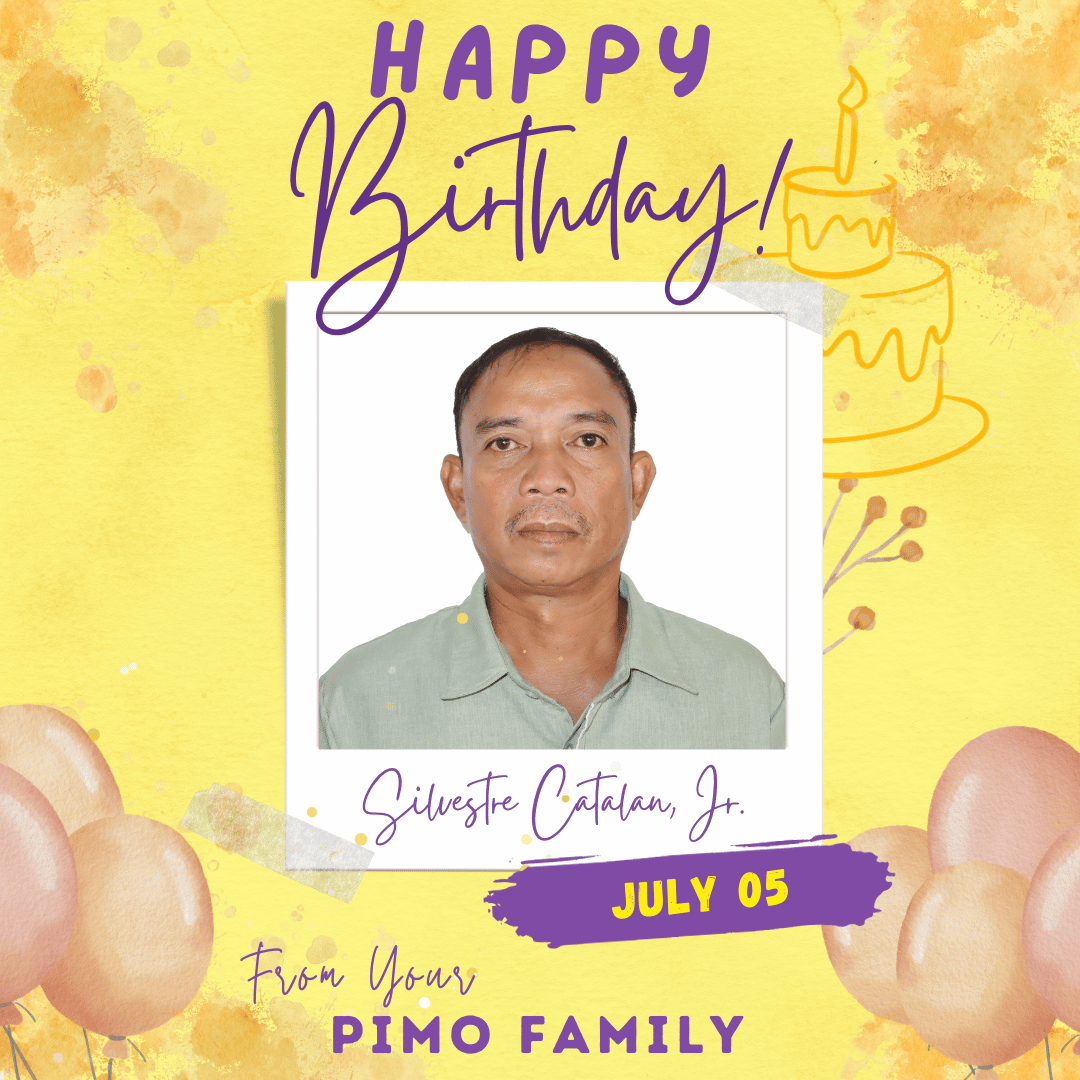 HAPPY
Birthday!
Silvestre Catalan, Jr.
JULY 05
From Your
PIMO FAMILY